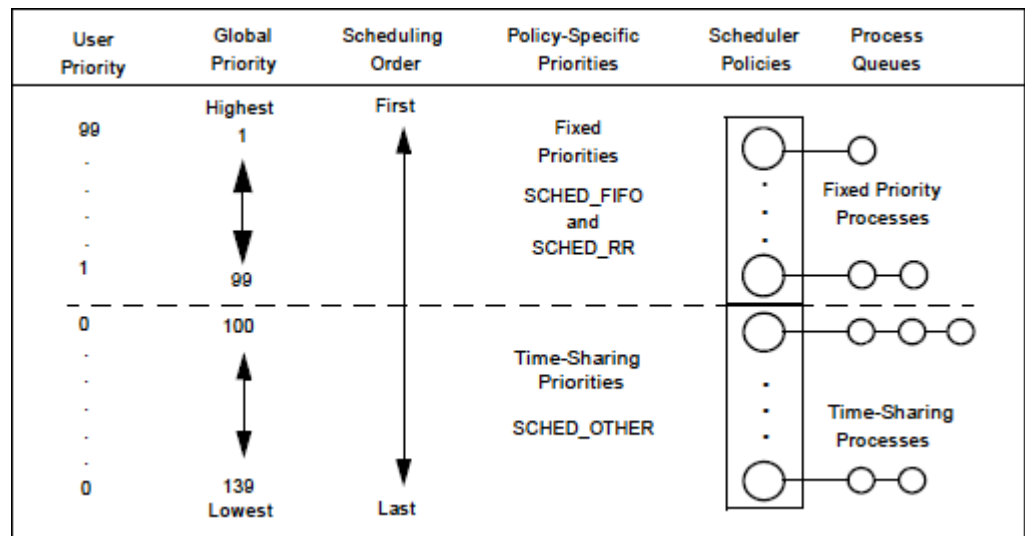 User Priority
Global Priority
Scheduling Order
Policy-Specific Priorities
Scheduler Policies
Process Queues
Highest
First
99
1
Fixed
Priorities
SCHED_FIFO
and
SCHED_RR
Fixed Priority
Processes
1
99
0
100
Time-Sharing
Priorities
SCHED_OTHER
Time-Sharing
Processes
0
139
Lowest
Last